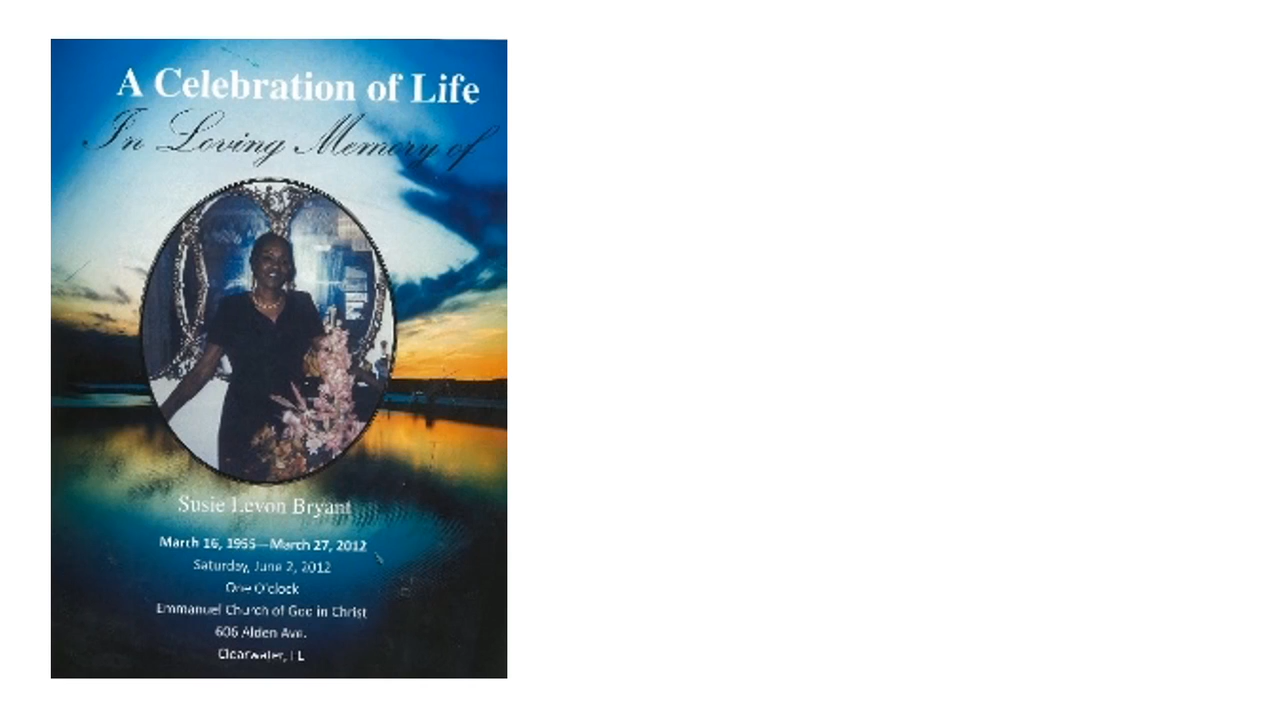 A Celebration of Life
In Loving Memory of
Susie Levon Bryant
March 16, 1955—March 27, 2012
Saturday, June 2, 2012
One O'clock
Emmanuel Church of God in Christ
606 Alden Ave.
Clearwater, FL